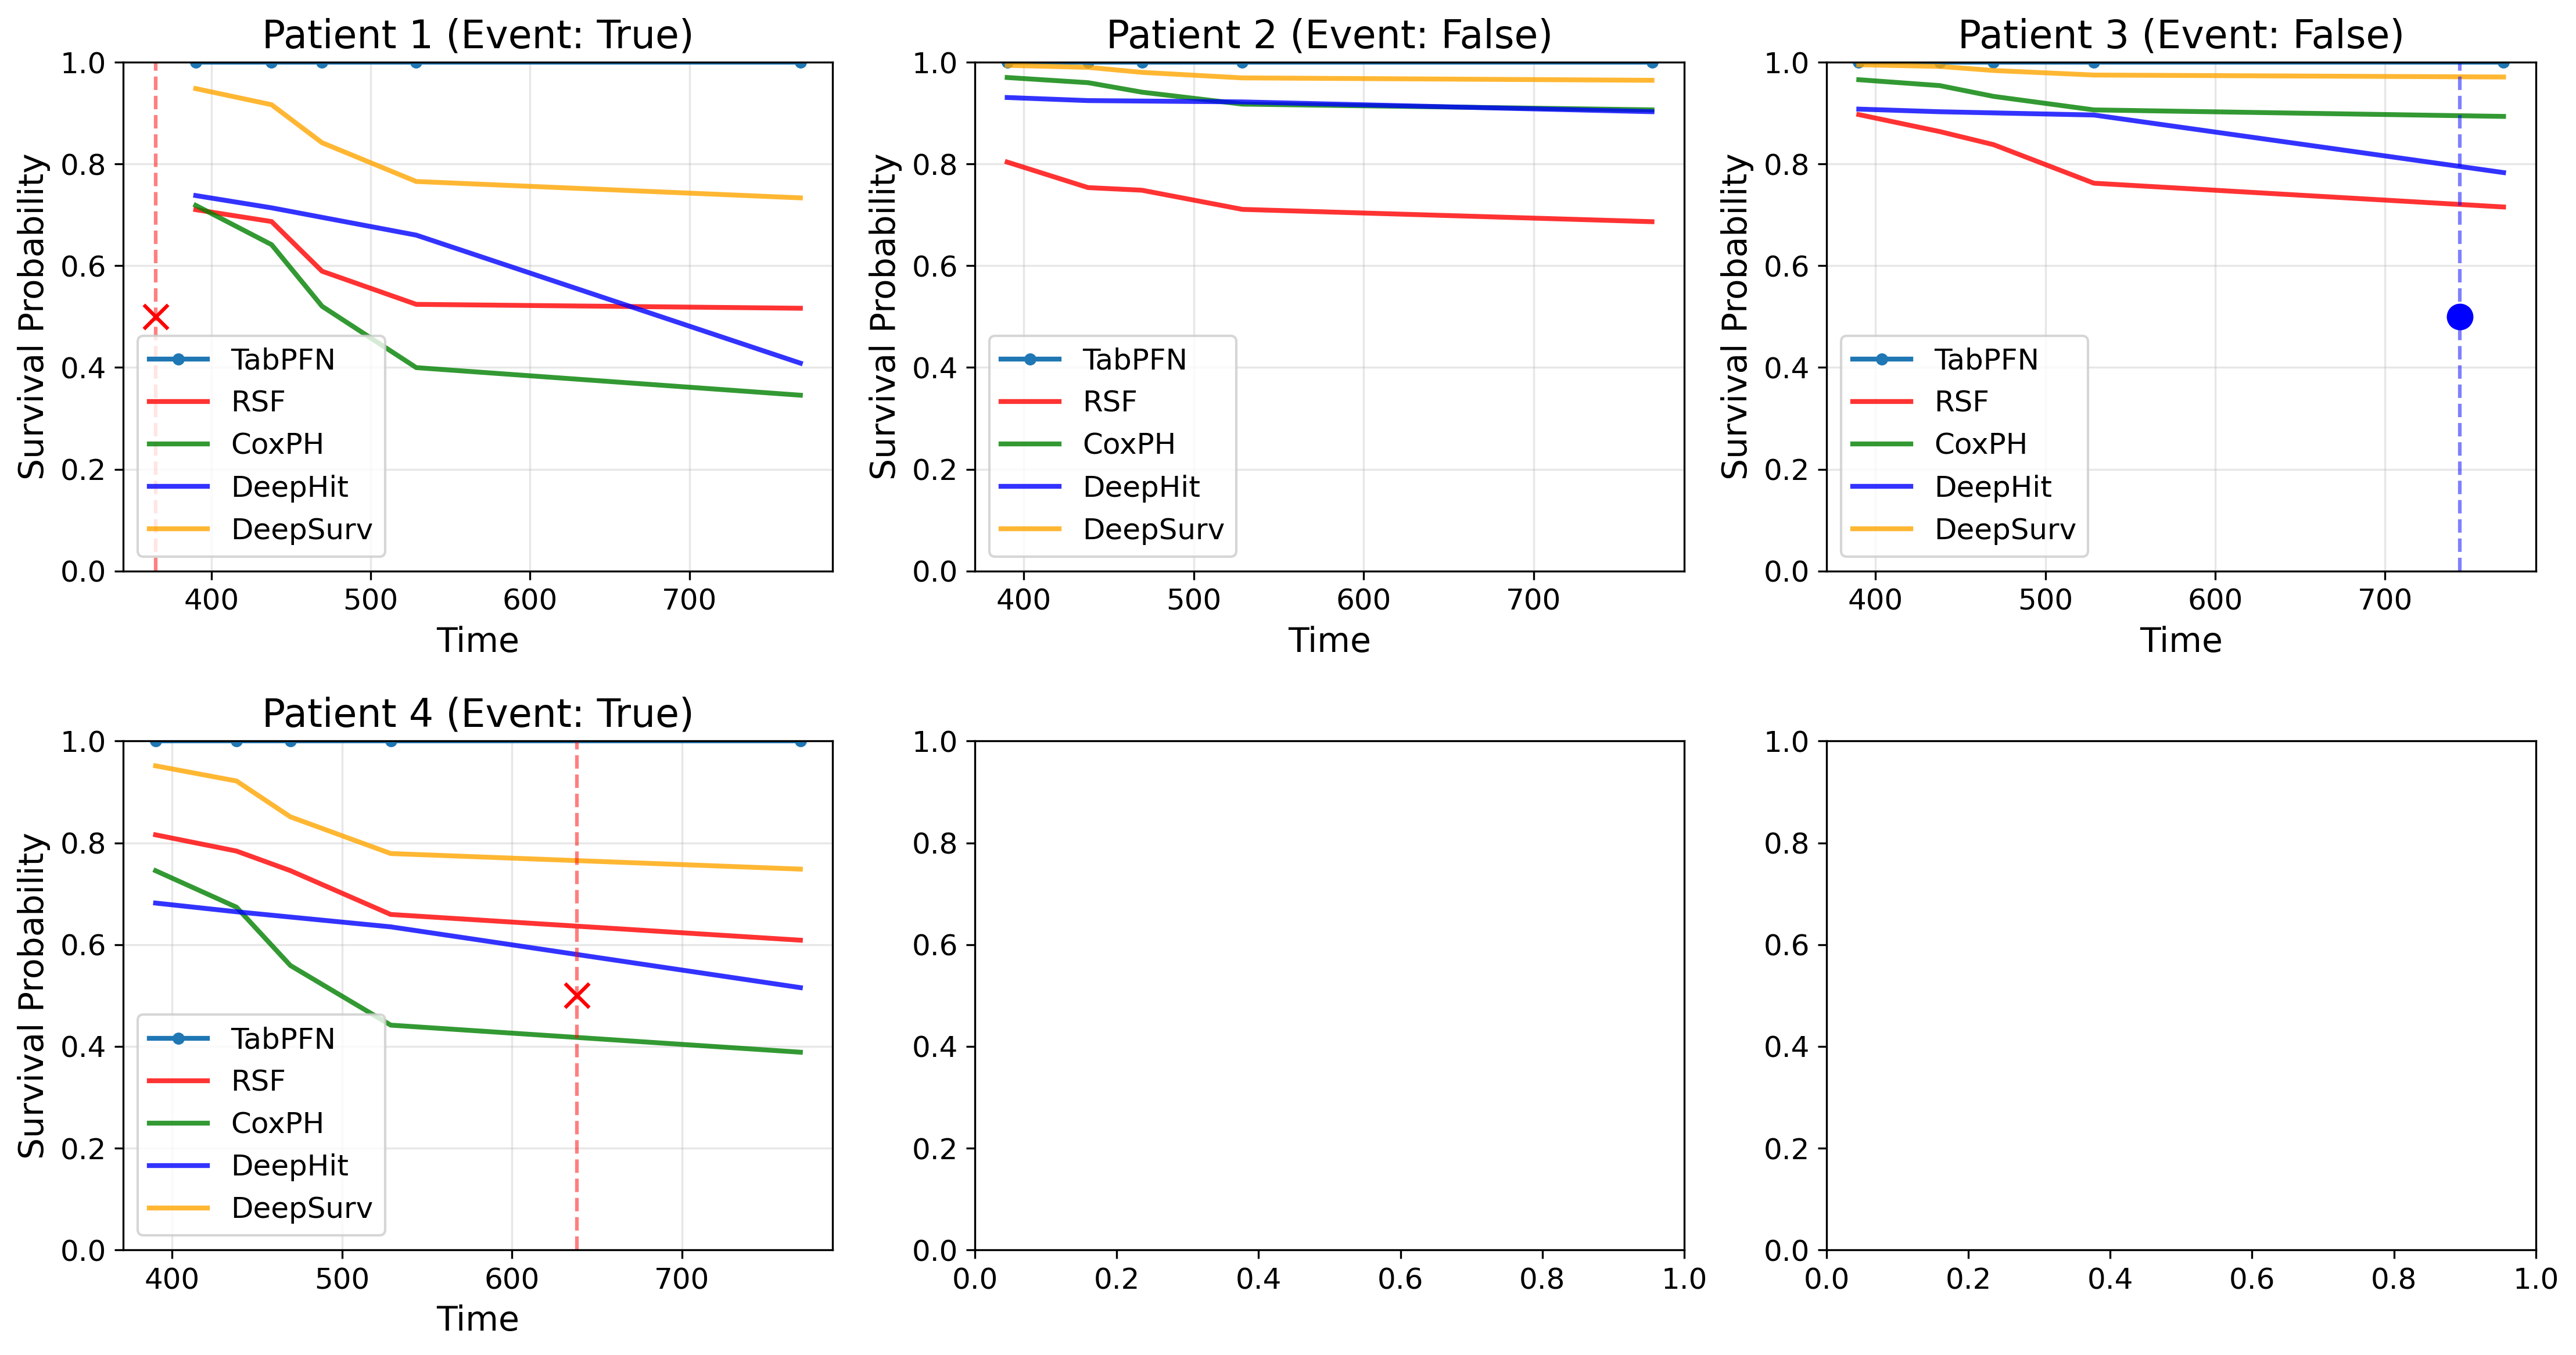 Patient 1 (Event: True)
1.0
0.8
0.6
0.4
0.2
0.0
Survival Probability
TabPFN
RSF
CoxPH
DeepHit
DeepSurv
400 500 600 700
Time
Patient 2 (Event: False)
1.0
0.8
0.6
0.4
0.2
0.0
Survival Probability
TabPFN
RSF
CoxPH
DeepHit
DeepSurv
400 500 600 700
Time
Patient 3 (Event: False)
1.0
0.8
0.6
0.4
0.2
0.0
Survival Probability
TabPFN
RSF
CoxPH
DeepHit
DeepSurv
400 500 600 700
Time
Patient 4 (Event: True)
1.0
0.8
0.6
0.4
0.2
0.0
Survival Probability
TabPFN
RSF
CoxPH
DeepHit
DeepSurv
400 500 600 700
Time
1.0
0.8
0.6
0.4
0.2
0.0
0.0 0.2 0.4 0.6 0.8 1.0
1.0
0.8
0.6
0.4
0.2
0.0
0.0 0.2 0.4 0.6 0.8 1.0